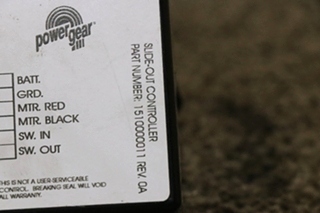 powergear
SLIDE-OUT CONTROLLER
PART NUMBER: 1510000011 REV. 0A
BATT.
GRD.
MTR. RED
MTR. BLACK
SW. IN
SW. OUT
THIS IS NOT A USER-SERVICEABLE
CONTROL. BREAKING SEAL WILL VOID
ALL WARRANTY.